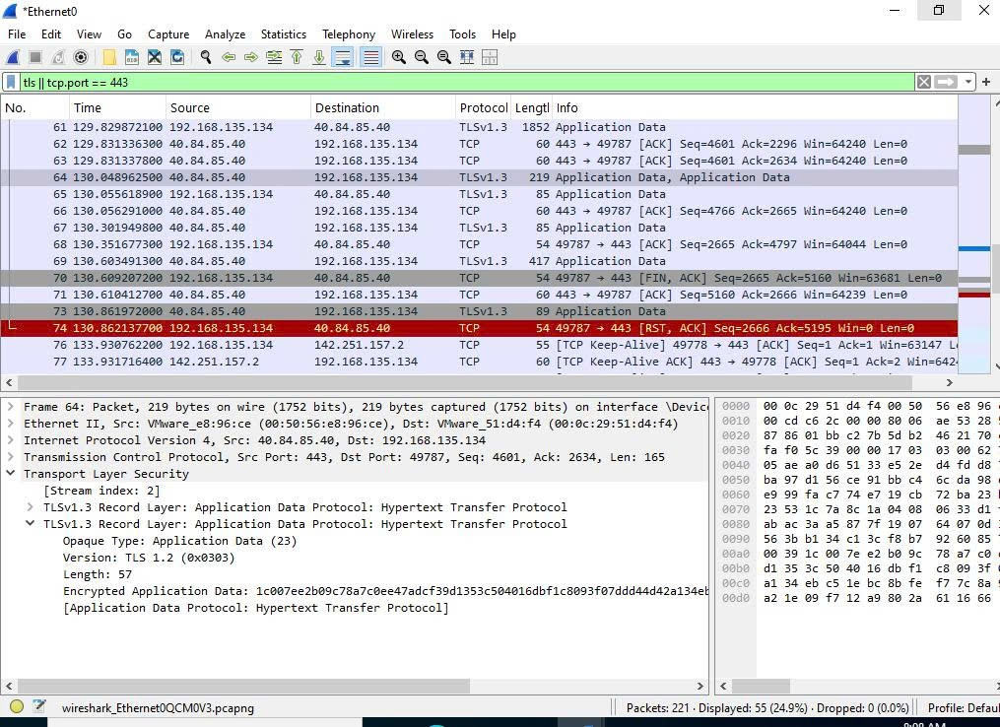 *Ethernet0
File Edit View Go Capture Analyze Statistics Telephony Wireless Tools Help
tls || tcp.port == 443
No. Time Source Destination Protocol Lengtl Info
61 129.829872100 192.168.135.134 40.84.85.40 TLSv1.3 1852 Application Data
62 129.831336300 40.84.85.40 192.168.135.134 TCP 60 443 → 49787 [ACK] Seq=4601 Ack=2296 Win=64240 Len=0
63 129.831337800 40.84.85.40 192.168.135.134 TCP 60 443 → 49787 [ACK] Seq=4601 Ack=2634 Win=64240 Len=0
64 130.048962500 40.84.85.40 192.168.135.134 TLSv1.3 219 Application Data, Application Data
65 130.055618900 192.168.135.134 40.84.85.40 TLSv1.3 85 Application Data
66 130.056291000 40.84.85.40 192.168.135.134 TCP 60 443 → 49787 [ACK] Seq=4766 Ack=2665 Win=64240 Len=0
67 130.301949800 40.84.85.40 192.168.135.134 TLSv1.3 85 Application Data
68 130.351677300 192.168.135.134 40.84.85.40 TCP 54 49787 → 443 [ACK] Seq=2665 Ack=4797 Win=64044 Len=0
69 130.603491300 40.84.85.40 192.168.135.134 TLSv1.3 417 Application Data
70 130.609207200 192.168.135.134 40.84.85.40 TCP 54 49787 → 443 [FIN, ACK] Seq=2665 Ack=5160 Win=63681 Len=0
71 130.610412700 40.84.85.40 192.168.135.134 TCP 60 443 → 49787 [ACK] Seq=5160 Ack=2666 Win=64239 Len=0
73 130.861972000 40.84.85.40 192.168.135.134 TLSv1.3 89 Application Data
74 130.862137700 192.168.135.134 40.84.85.40 TCP 54 49787 → 443 [RST, ACK] Seq=2666 Ack=5195 Win=0 Len=0
76 133.930762200 192.168.135.134 142.251.157.2 TCP 55 [TCP Keep-Alive] 49778 → 443 [ACK] Seq=1 Ack=1 Win=63147 L
77 133.931716400 142.251.157.2 192.168.135.134 TCP 60 [TCP Keep-Alive ACK] 443 → 49778 [ACK] Seq=1 Ack=2 Win=642
Frame 64: Packet, 219 bytes on wire (1752 bits), 219 bytes captured (1752 bits) on interface \Device
Ethernet II, Src: VMware_e8:96:ce (00:50:56:e8:96:ce), Dst: VMware_51:d4:f4 (00:0c:29:51:d4:f4)
Internet Protocol Version 4, Src: 40.84.85.40, Dst: 192.168.135.134
Transmission Control Protocol, Src Port: 443, Dst Port: 49787, Seq: 4601, Ack: 2634, Len: 165
Transport Layer Security
[Stream index: 2]
TLSv1.3 Record Layer: Application Data Protocol: Hypertext Transfer Protocol
TLSv1.3 Record Layer: Application Data Protocol: Hypertext Transfer Protocol
Opaque Type: Application Data (23)
Version: TLS 1.2 (0x0303)
Length: 57
Encrypted Application Data: 1c007ee2b09c78a7c0ee47adcf39d1353c504016dbf1c8093f07ddd44d42a134eb
[Application Data Protocol: Hypertext Transfer Protocol]
0000 00 0c 29 51 d4 f4 00 50 56 e8 96
0010 00 cd c6 2c 00 00 80 06 ae 53 28
0020 87 86 01 bb c2 7b 5d b2 46 21 70
0030 fa f0 5c 39 00 00 17 03 03 00 62
0040 05 ae a0 d6 51 33 e5 2e d4 fd d8
0050 ba 97 d1 56 ce 91 bb c4 6c da 98
0060 e9 99 fa c7 74 e7 19 cb 72 ba 23
0070 23 53 1c 7a 8c 1a 04 08 06 33 d1
0080 ab ac 3a a5 87 7f 19 07 64 07 0d
0090 56 3b b1 34 c1 3c f8 b7 92 60 85
00a0 00 39 1c 00 7e e2 b0 9c 78 a7 c0
00b0 d1 35 3c 50 40 16 db f1 c8 09 3f
00c0 a1 34 eb c5 1e bc 8b fe f7 7c 8a
00d0 a2 1e 09 f7 12 a9 80 2a 61 16 66
wireshark_Ethernet0QCM0V3.pcapng
Packets: 221 · Displayed: 55 (24.9%) · Dropped: 0 (0.0%)
Profile: Defau